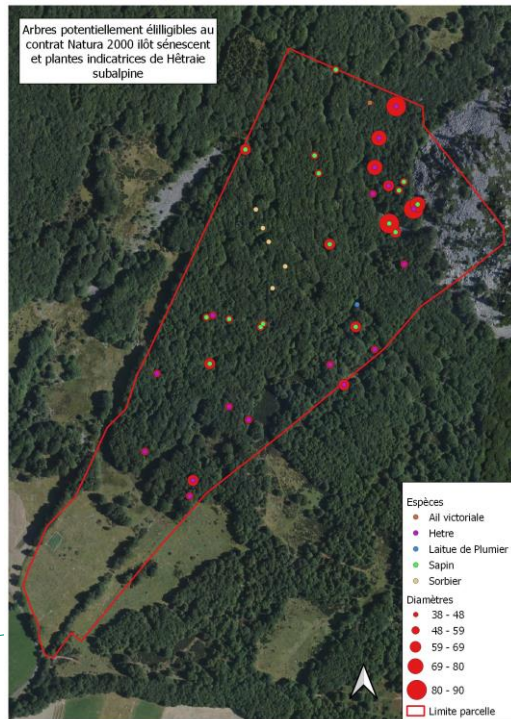 Arbres potentiellement élilligibles au
contrat Natura 2000 ilôt sénescent
et plantes indicatrices de Hêtraie
subalpine
Espèces
Ail victoriale
Hetre
Laitue de Plumier
Sapin
Sorbier
Diamètres
38 - 48
48 - 59
59 - 69
69 - 80
80 - 90
Limite parcelle